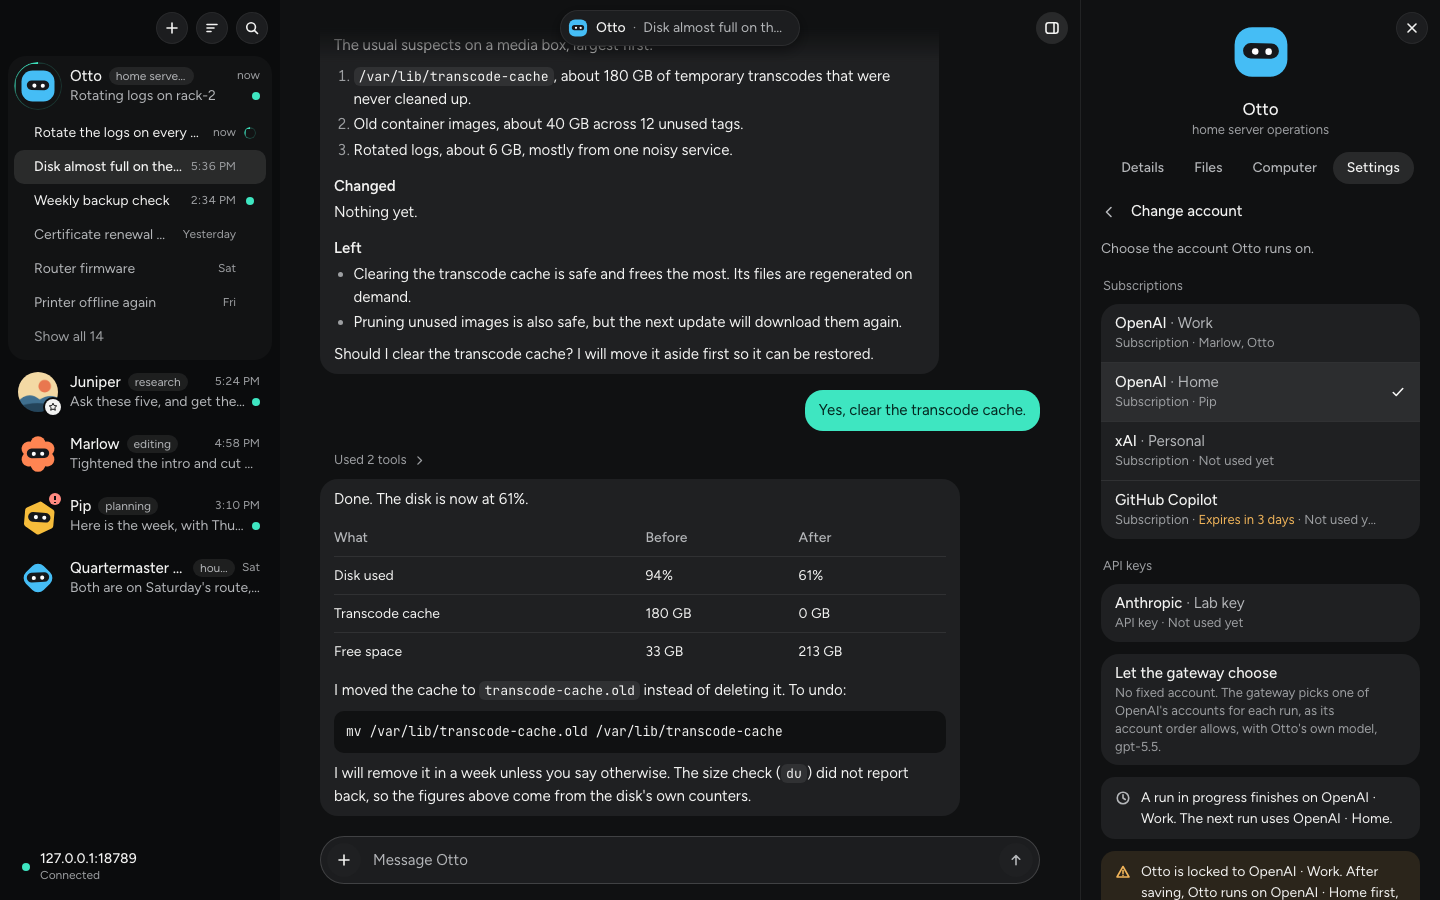 Otto home serve... now
Rotating logs on rack-2
Rotate the logs on every ... now
Disk almost full on the... 5:36 PM
Weekly backup check 2:34 PM
Certificate renewal ... Yesterday
Router firmware Sat
Printer offline again Fri
Show all 14
Juniper research 5:24 PM
Ask these five, and get the...
Marlow editing 4:58 PM
Tightened the intro and cut ...
Pip planning 3:10 PM
Here is the week, with Thu...
Quartermaster ... hou... Sat
Both are on Saturday's route,...
127.0.0.1:18789
Connected
Otto · Disk almost full on th...
The usual suspects on a media box, largest first:
1. /var/lib/transcode-cache, about 180 GB of temporary transcodes that were
never cleaned up.
2. Old container images, about 40 GB across 12 unused tags.
3. Rotated logs, about 6 GB, mostly from one noisy service.
Changed
Nothing yet.
Left
• Clearing the transcode cache is safe and frees the most. Its files are regenerated on
demand.
• Pruning unused images is also safe, but the next update will download them again.
Should I clear the transcode cache? I will move it aside first so it can be restored.
Yes, clear the transcode cache.
Used 2 tools
Done. The disk is now at 61%.
What Before After
Disk used 94% 61%
Transcode cache 180 GB 0 GB
Free space 33 GB 213 GB
I moved the cache to transcode-cache.old instead of deleting it. To undo:
mv /var/lib/transcode-cache.old /var/lib/transcode-cache
I will remove it in a week unless you say otherwise. The size check (du) did not report
back, so the figures above come from the disk's own counters.
Message Otto
Otto
home server operations
Details Files Computer Settings
Change account
Choose the account Otto runs on.
Subscriptions
OpenAI · Work
Subscription · Marlow, Otto
OpenAI · Home
Subscription · Pip
xAI · Personal
Subscription · Not used yet
GitHub Copilot
Subscription · Expires in 3 days · Not used y...
API keys
Anthropic · Lab key
API key · Not used yet
Let the gateway choose
No fixed account. The gateway picks one of
OpenAI's accounts for each run, as its
account order allows, with Otto's own model,
gpt-5.5.
A run in progress finishes on OpenAI ·
Work. The next run uses OpenAI · Home.
Otto is locked to OpenAI · Work. After
saving, Otto runs on OpenAI · Home first,